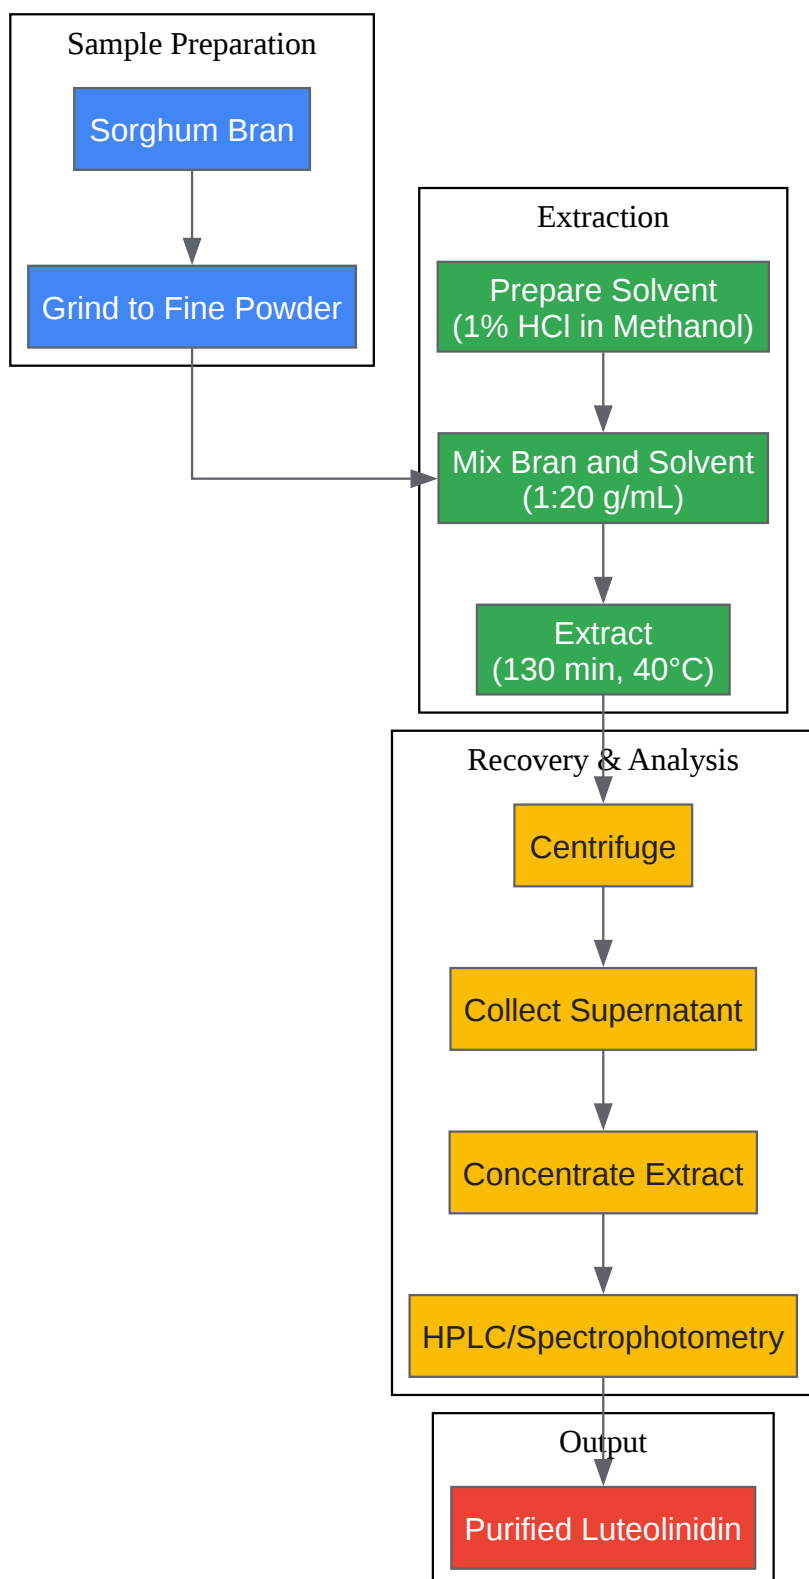 Sample Preparation
Sorghum Bran
Grind to Fine Powder
Extraction
Prepare Solvent
(1% HCl in Methanol)
Mix Bran and Solvent
(1:20 g/mL)
Extract
(130 min, 40°C)
Recovery & Analysis
Centrifuge
Collect Supernatant
Concentrate Extract
HPLC/Spectrophotometry
Output
Purified Luteolinidin